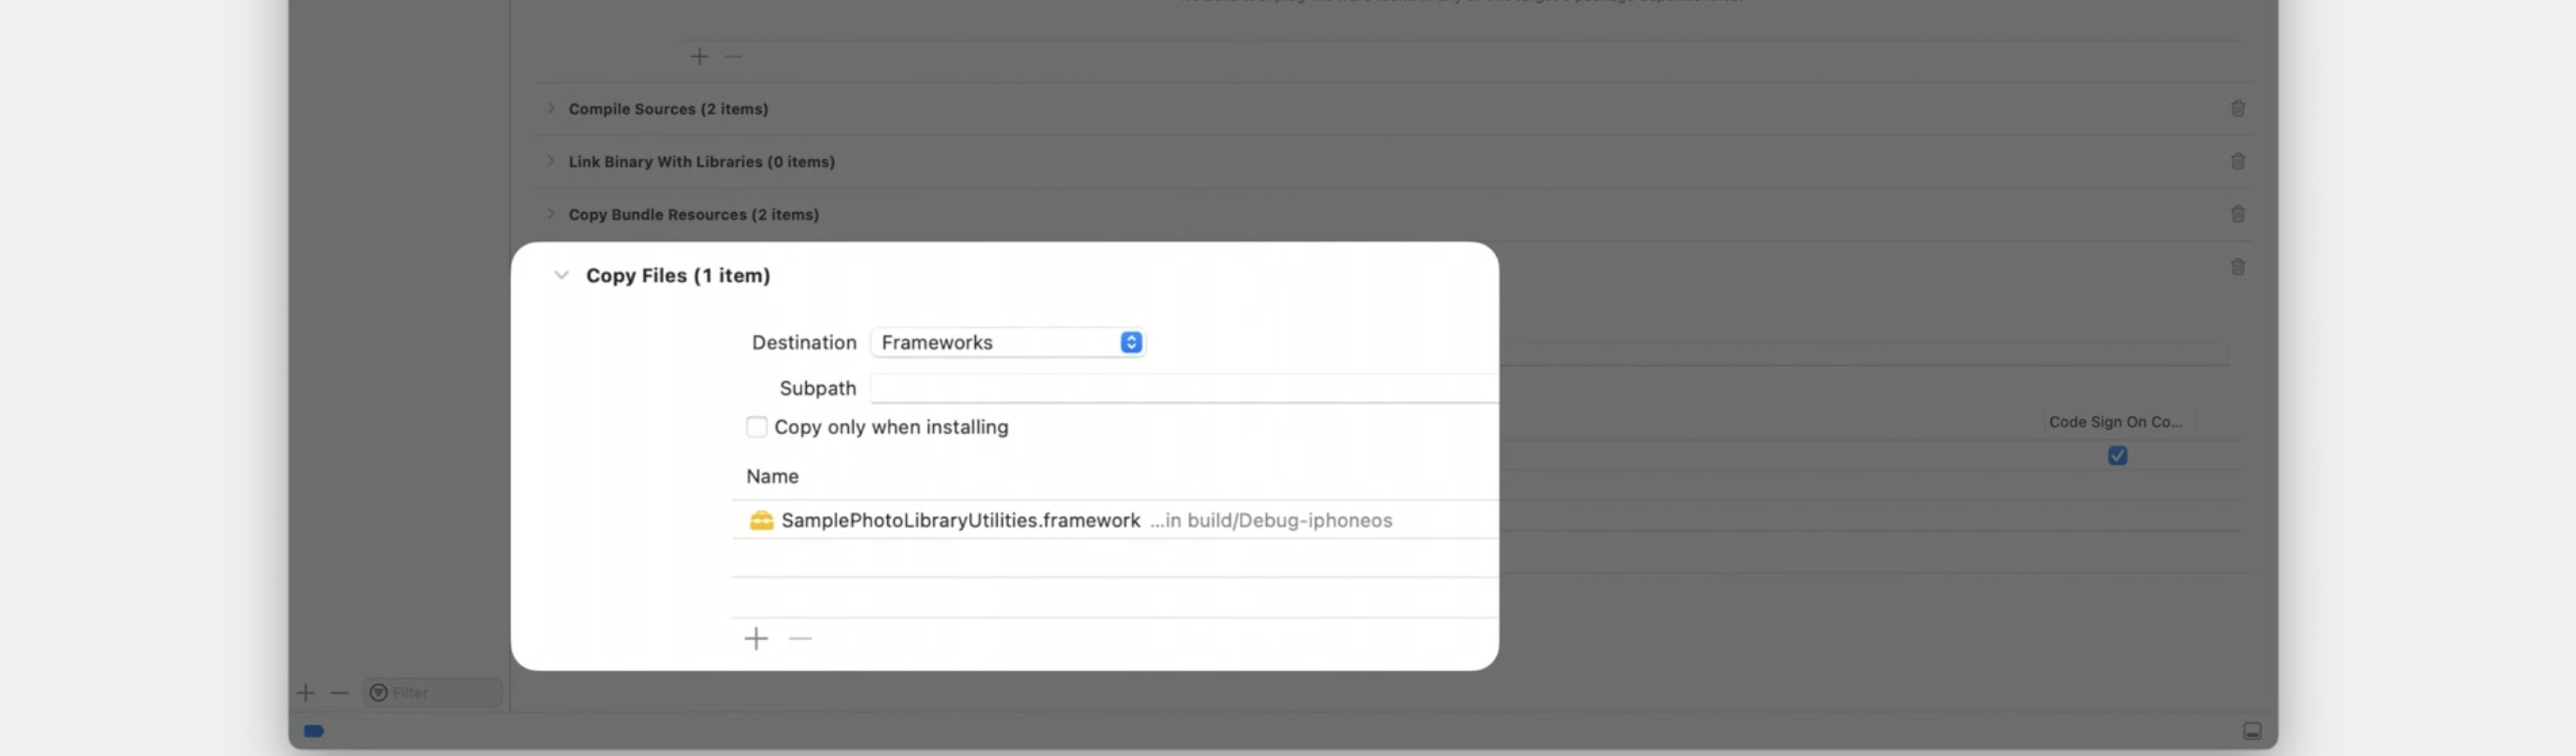 Compile Sources (2 items)
Link Binary With Libraries (0 items)
Copy Bundle Resources (2 items)
Copy Files (1 item)
Destination Frameworks
Subpath
Copy only when installing
Name Code Sign On Co...
SamplePhotoLibraryUtilities.framework ...in build/Debug-iphoneos
Filter